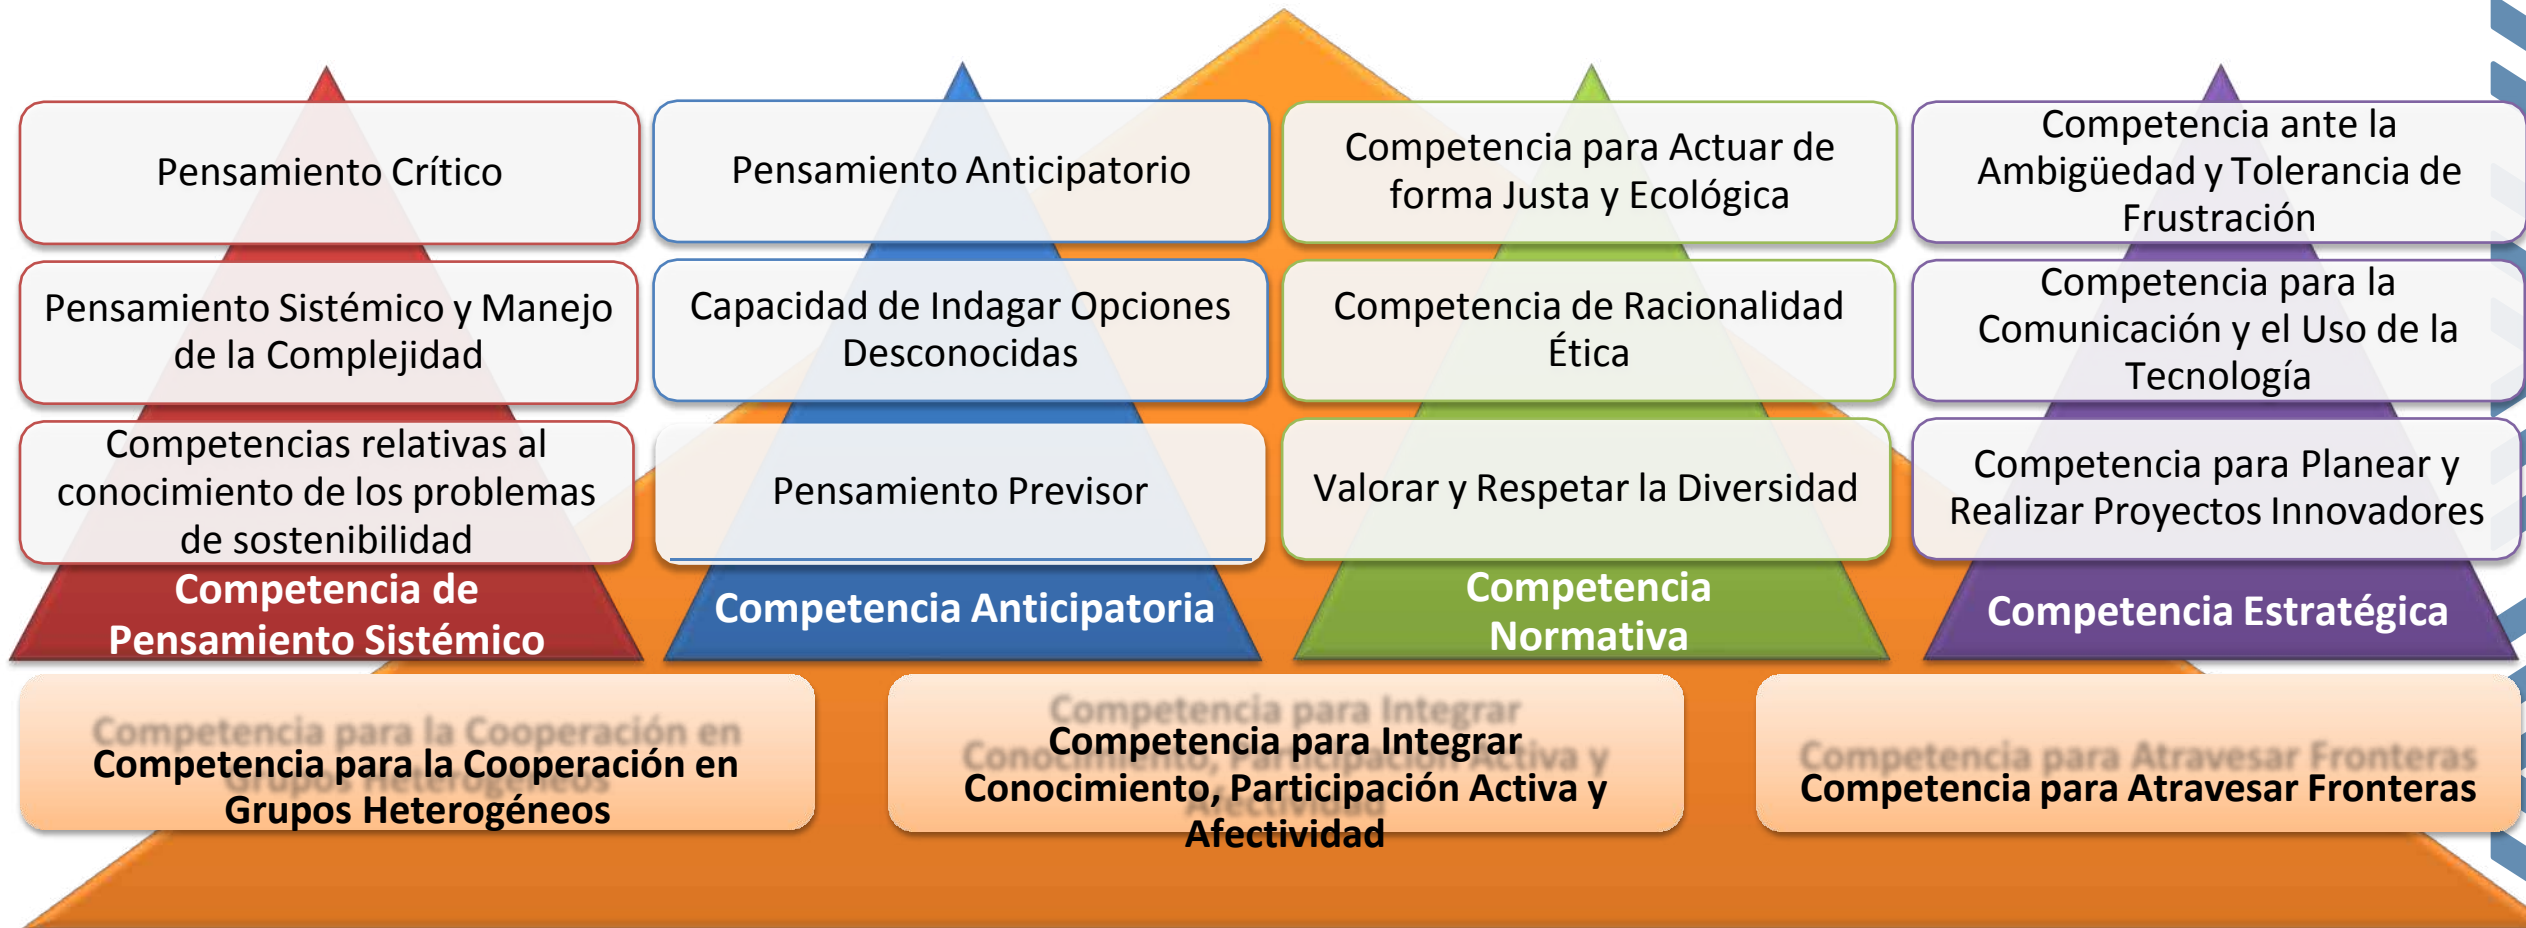 Pensamiento Crítico
Pensamiento Sistémico y Manejo
de la Complejidad
Competencias relativas al
conocimiento de los problemas
de sostenibilidad
Competencia de
Pensamiento Sistémico
Pensamiento Anticipatorio
Capacidad de Indagar Opciones
Desconocidas
Pensamiento Previsor
Competencia Anticipatoria
Competencia para Actuar de
forma Justa y Ecológica
Competencia de Racionalidad
Ética
Valorar y Respetar la Diversidad
Competencia
Normativa
Competencia ante la
Ambigüedad y Tolerancia de
Frustración
Competencia para la
Comunicación y el Uso de la
Tecnología
Competencia para Planear y
Realizar Proyectos Innovadores
Competencia Estratégica
Competencia para la Cooperación en
Grupos Heterogéneos
Competencia para Integrar
Conocimiento, Participación Activa y
Afectividad
Competencia para Atravesar Fronteras